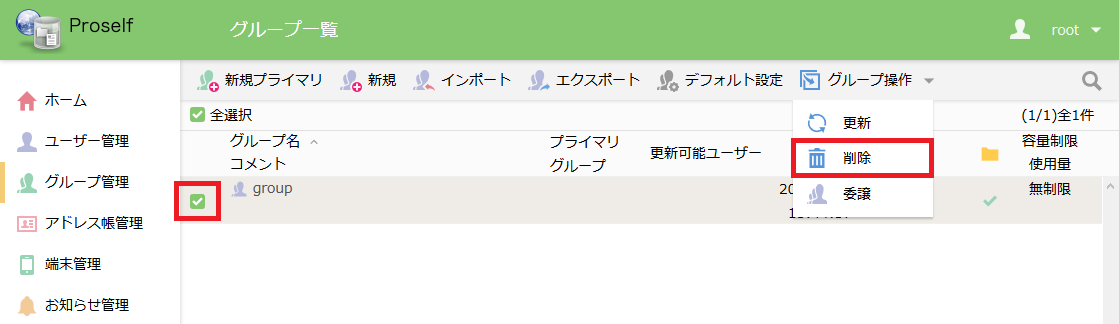 Proself
グループ一覧
root
新規プライマリ
新規
インポート
エクスポート
デフォルト設定
グループ操作
ホーム
ユーザー管理
グループ管理
アドレス帳管理
端末管理
お知らせ管理
全選択
(1/1)全1件
グループ名
コメント
プライマリ
グループ
更新可能ユーザー
容量制限
使用量
更新
削除
委譲
group
20
無制限